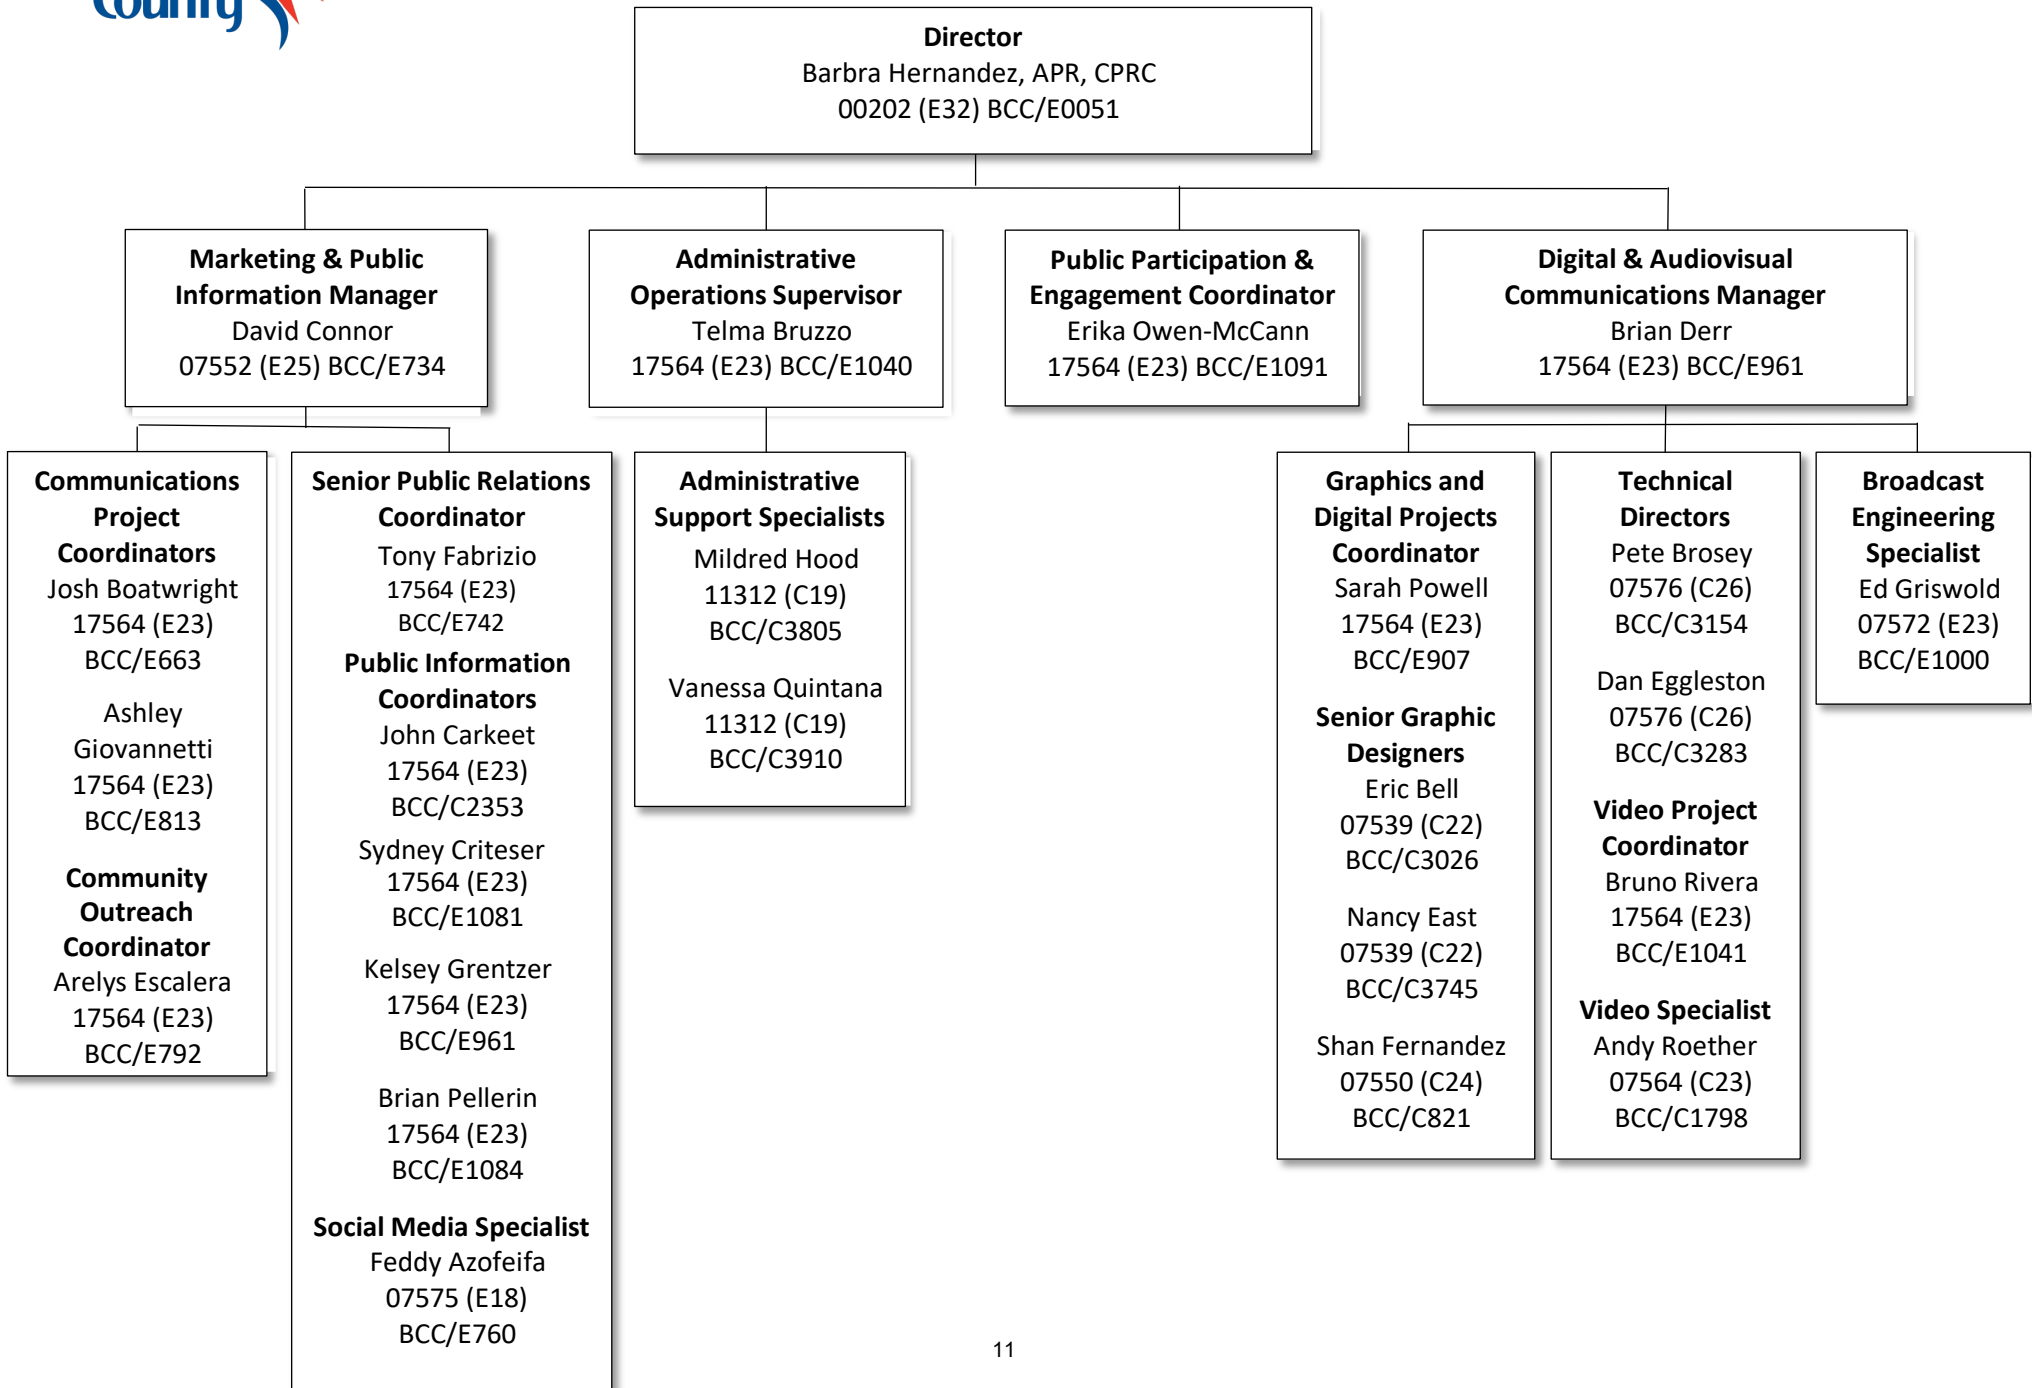 County
Director
Barbra Hernandez, APR, CPRC
00202 (E32) BCC/E0051
Marketing & Public
Information Manager
David Connor
07552 (E25) BCC/E734
Administrative
Operations Supervisor
Telma Bruzzo
17564 (E23) BCC/E1040
Public Participation &
Engagement Coordinator
Erika Owen-McCann
17564 (E23) BCC/E1091
Digital & Audiovisual
Communications Manager
Brian Derr
17564 (E23) BCC/E961
Communications
Project
Coordinators
Josh Boatwright
17564 (E23)
BCC/E663
Ashley
Giovannetti
17564 (E23)
BCC/E813
Community
Outreach
Coordinator
Arelys Escalera
17564 (E23)
BCC/E792
Senior Public Relations
Coordinator
Tony Fabrizio
17564 (E23)
BCC/E742
Public Information
Coordinators
John Carkeet
17564 (E23)
BCC/C2353
Sydney Criteser
17564 (E23)
BCC/E1081
Kelsey Grentzer
17564 (E23)
BCC/E961
Brian Pellerin
17564 (E23)
BCC/E1084
Social Media Specialist
Feddy Azofeifa
07575 (E18)
BCC/E760
Administrative
Support Specialists
Mildred Hood
11312 (C19)
BCC/C3805
Vanessa Quintana
11312 (C19)
BCC/C3910
Graphics and
Digital Projects
Coordinator
Sarah Powell
17564 (E23)
BCC/E907
Senior Graphic
Designers
Eric Bell
07539 (C22)
BCC/C3026
Nancy East
07539 (C22)
BCC/C3745
Shan Fernandez
07550 (C24)
BCC/C821
Technical
Directors
Pete Brosey
07576 (C26)
BCC/C3154
Dan Eggleston
07576 (C26)
BCC/C3283
Video Project
Coordinator
Bruno Rivera
17564 (E23)
BCC/E1041
Video Specialist
Andy Roether
07564 (C23)
BCC/C1798
Broadcast
Engineering
Specialist
Ed Griswold
07572 (E23)
BCC/E1000
11